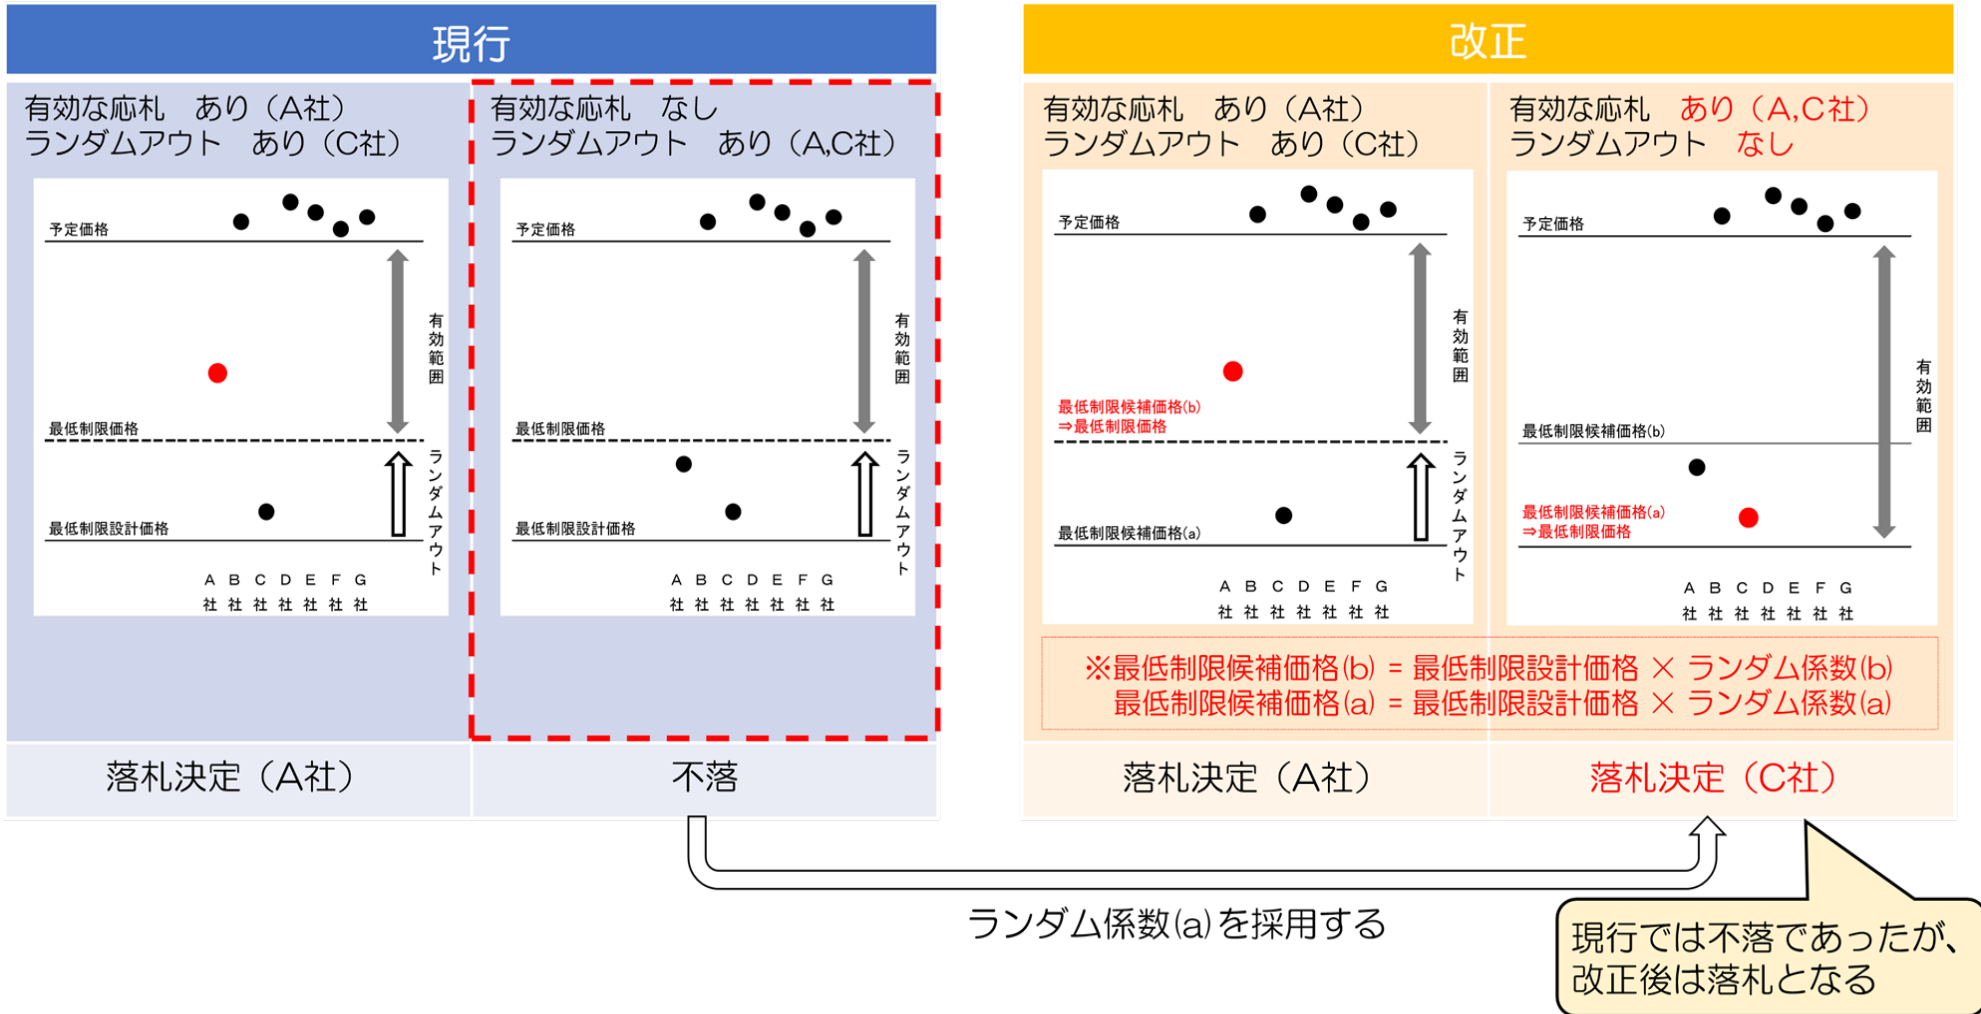 現行
有効な応札　あり（A社）
ランダムアウト　あり（C社）
予定価格
有効範囲
最低制限価格
ランダムアウト
最低制限設計価格
A社 B社 C社 D社 E社 F社 G社
落札決定（A社）
有効な応札　なし
ランダムアウト　あり（A,C社）
予定価格
有効範囲
最低制限価格
ランダムアウト
最低制限設計価格
A社 B社 C社 D社 E社 F社 G社
不落
改正
有効な応札　あり（A社）
ランダムアウト　あり（C社）
予定価格
有効範囲
最低制限候補価格(b)
⇒最低制限価格
ランダムアウト
最低制限候補価格(a)
A社 B社 C社 D社 E社 F社 G社
有効な応札　あり（A,C社）
ランダムアウト　なし
予定価格
有効範囲
最低制限候補価格(b)
最低制限候補価格(a)
⇒最低制限価格
A社 B社 C社 D社 E社 F社 G社
※最低制限候補価格(b) = 最低制限設計価格 × ランダム係数(b)
最低制限候補価格(a) = 最低制限設計価格 × ランダム係数(a)
落札決定（A社）
落札決定（C社）
ランダム係数(a)を採用する
現行では不落であったが、
改正後は落札となる